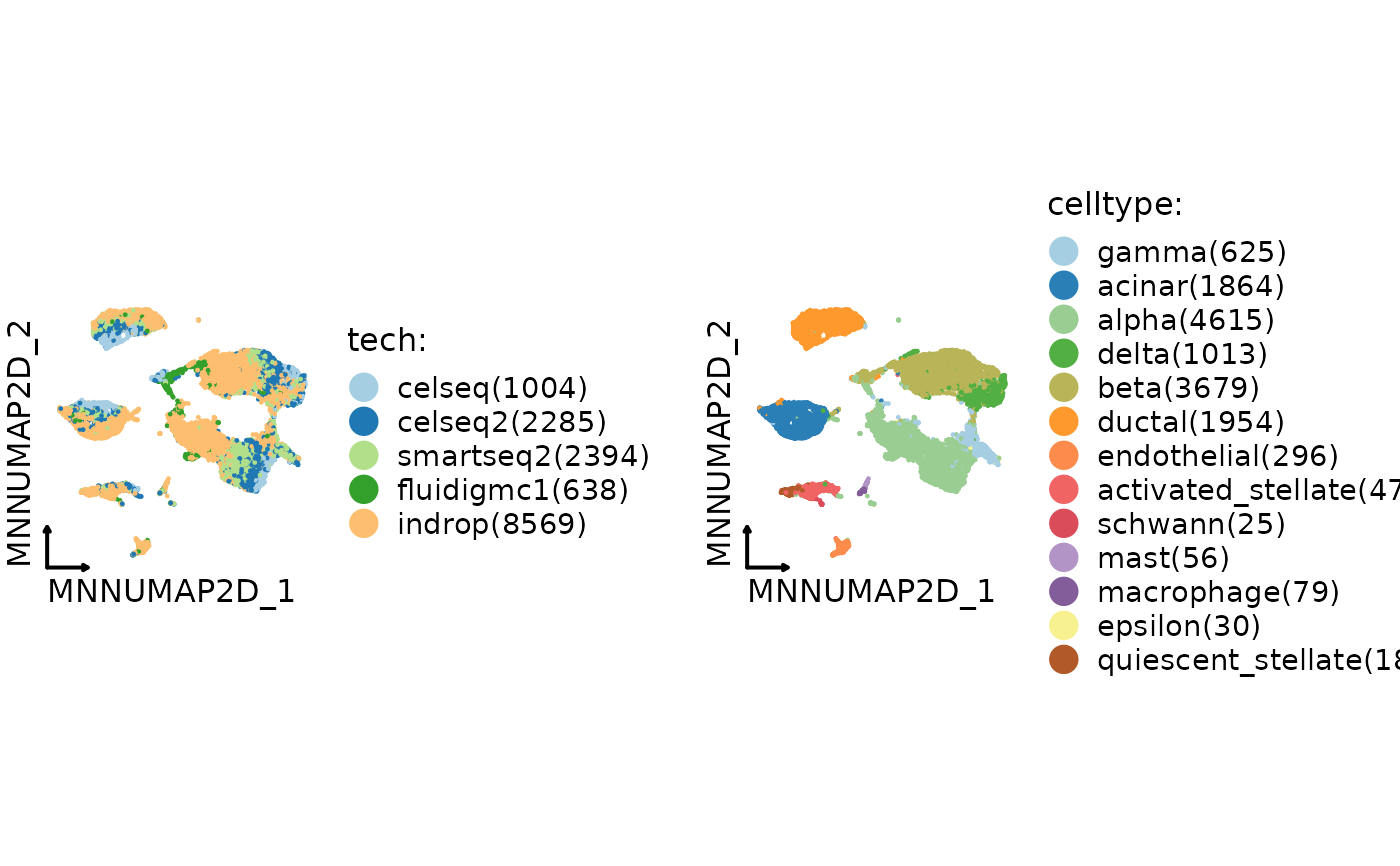 MNNUMAP2D_2
MNNUMAP2D_1
tech:
celseq(1004)
celseq2(2285)
smartseq2(2394)
fluidigmc1(638)
indrop(8569)
MNNUMAP2D_2
MNNUMAP2D_1
celltype:
gamma(625)
acinar(1864)
alpha(4615)
delta(1013)
beta(3679)
ductal(1954)
endothelial(296)
activated_stellate(47
schwann(25)
mast(56)
macrophage(79)
epsilon(30)
quiescent_stellate(18